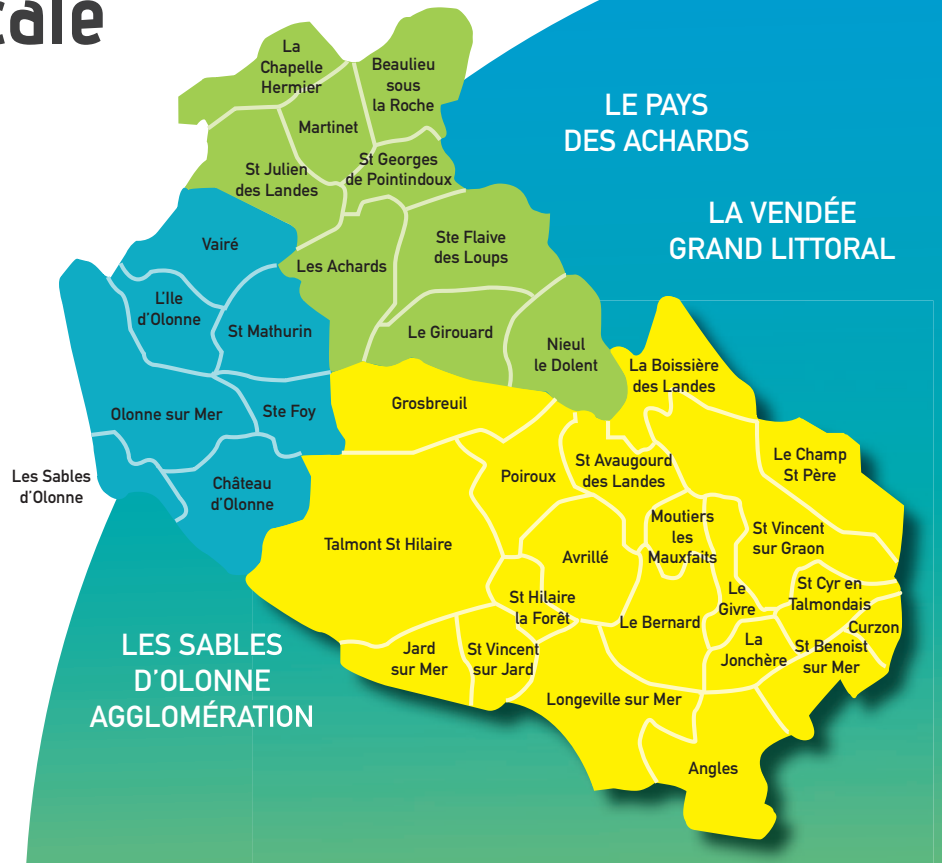 cale
La
Chapelle
Hermier
Beaulieu
sous
la Roche
Martinet
St Georges
de Pointindoux
St Julien
des Landes
LE PAYS
DES ACHARDS
LA VENDÉE
GRAND LITTORAL
Vairé
Ste Flaive
des Loups
Les Achards
L'Ile
d'Olonne
St Mathurin
Le Girouard
Nieul
le Dolent
La Boissière
des Landes
Grosbreuil
Olonne sur Mer
Ste Foy
Les Sables
d'Olonne
Château
d'Olonne
Poiroux
St Avaugourd
des Landes
Le Champ
St Père
Talmont St Hilaire
Avrillé
Moutiers
les
Mauxfaits
St Vincent
sur Graon
St Hilaire
la Forêt
Le Bernard
Le
Givre
St Cyr en
Talmondais
Curzon
La
Jonchère
St Benoist
sur Mer
Jard
sur Mer
St Vincent
sur Jard
Longeville sur Mer
Angles
LES SABLES
D'OLONNE
AGGLOMÉRATION